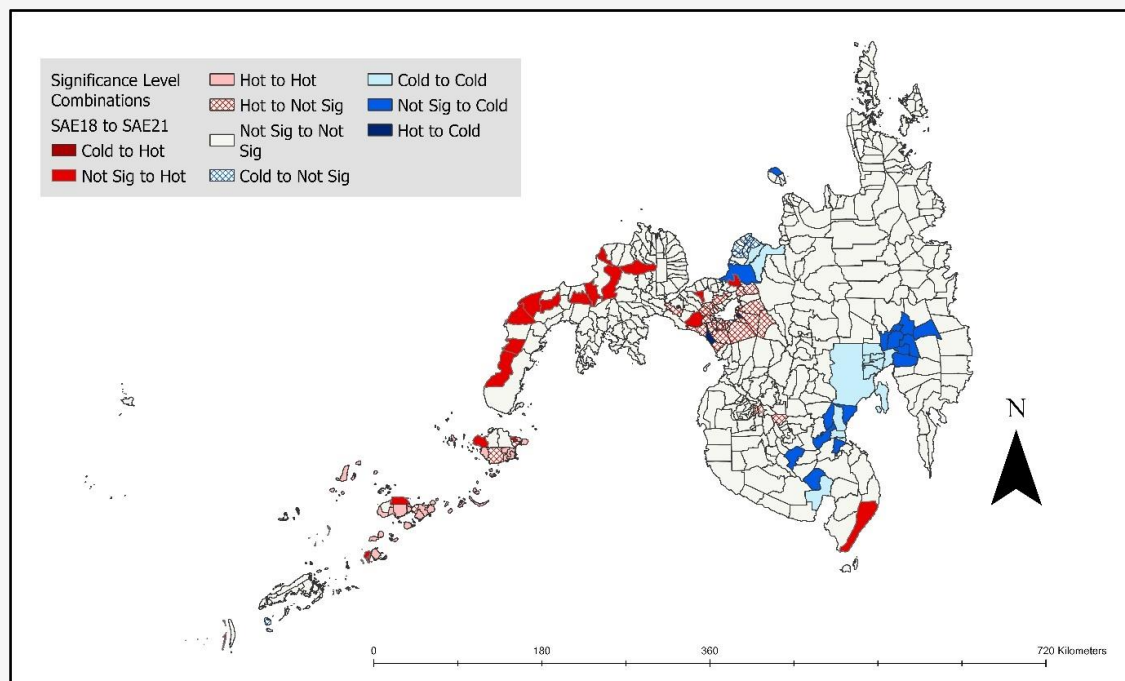 Significance Level
Combinations
SAE18 to SAE21
Cold to Hot
Not Sig to Hot
Hot to Hot
Hot to Not Sig
Not Sig to Not
Sig
Cold to Not Sig
Cold to Cold
Not Sig to Cold
Hot to Cold
N
0 180 360 720 Kilometers